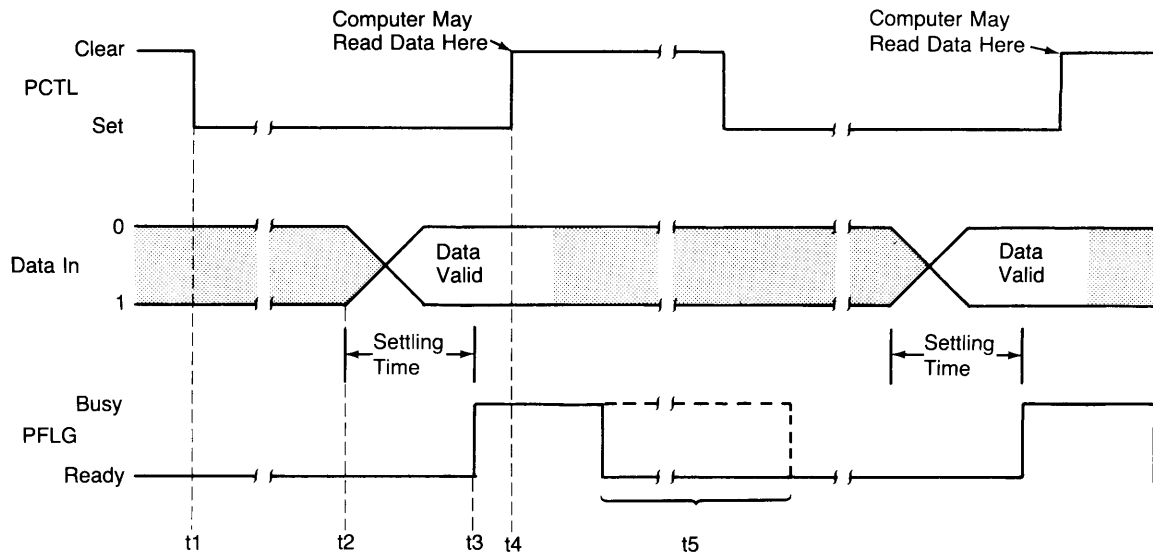 Computer May
Read Data Here
Computer May
Read Data Here
Clear
PCTL
Set
0
Data In
1
Data
Valid
Data
Valid
Settling
Time
Settling
Time
Busy
PFLG
Ready
t1
t2
t3
t4
t5